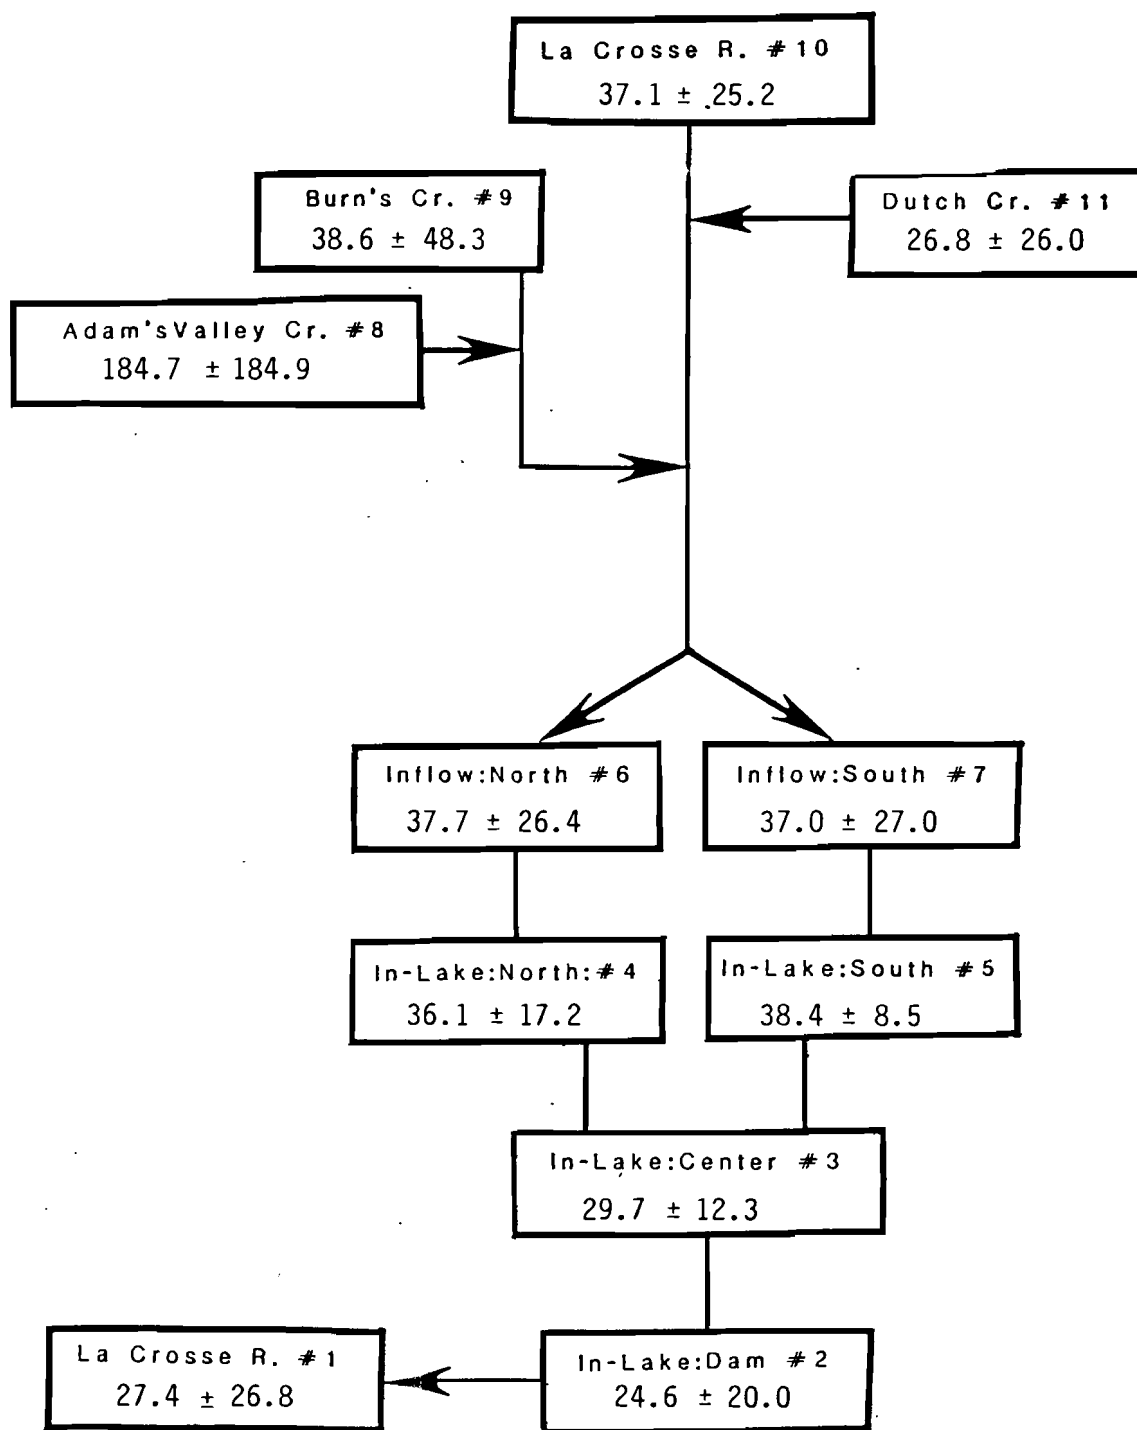 La Crosse R. #10
37.1 ± 25.2
Burn's Cr. #9
38.6 ± 48.3
Dutch Cr. #11
26.8 ± 26.0
Adam'sValley Cr. #8
184.7 ± 184.9
Inflow:North #6
37.7 ± 26.4
Inflow:South #7
37.0 ± 27.0
In-Lake:North:#4
36.1 ± 17.2
In-Lake:South #5
38.4 ± 8.5
In-Lake:Center #3
29.7 ± 12.3
La Crosse R. #1
27.4 ± 26.8
In-Lake:Dam #2
24.6 ± 20.0